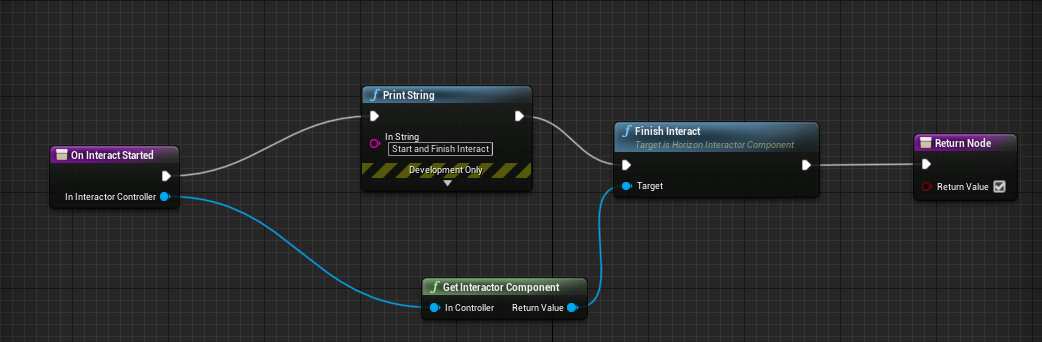 On Interact Started
In Interactor Controller
Print String
In String
Start and Finish Interact
Development Only
Get Interactor Component
In Controller Return Value
Finish Interact
Target is Horizon Interactor Component
Target
Return Node
Return Value